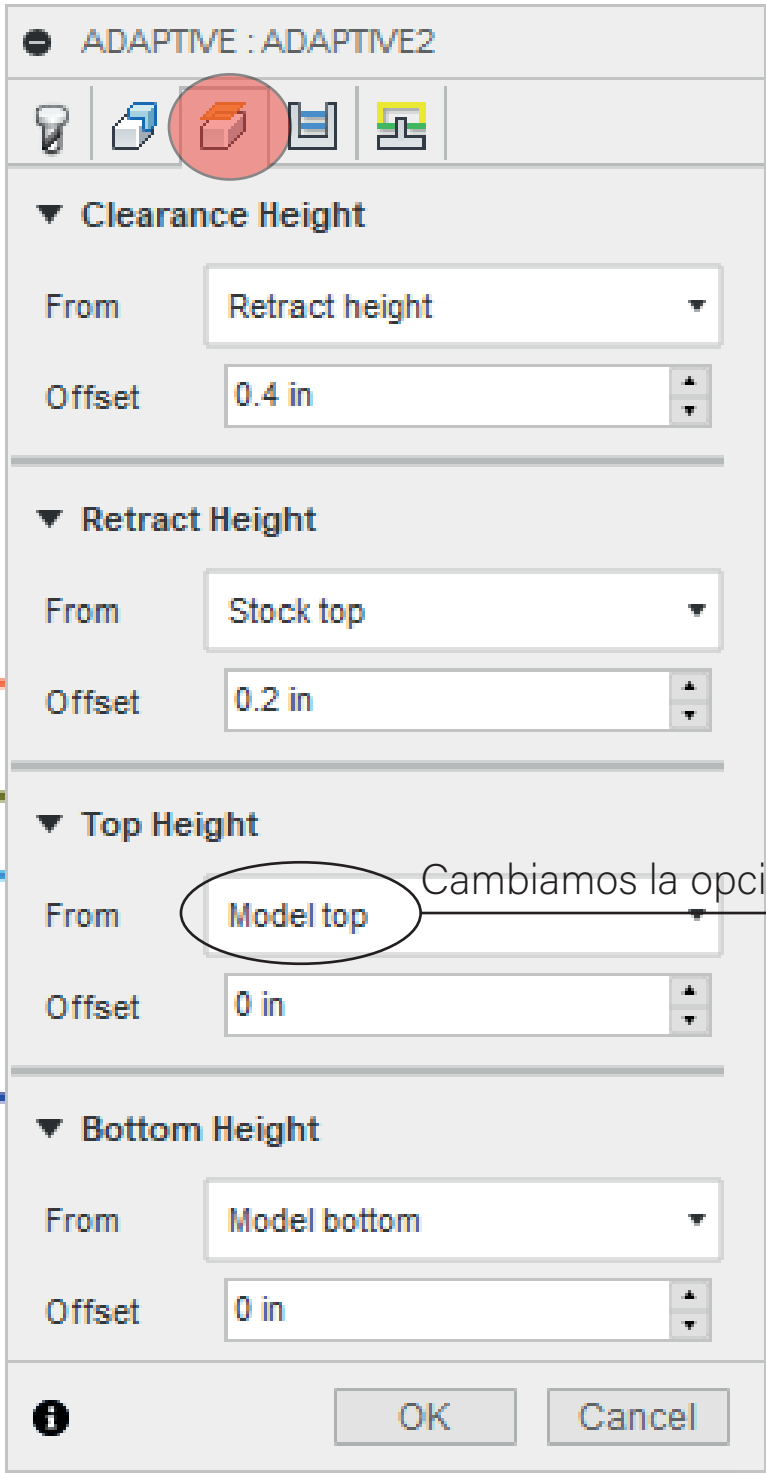 ADAPTIVE : ADAPTIVE2
Clearance Height
From Retract height
Offset 0.4 in
Retract Height
From Stock top
Offset 0.2 in
Top Height
Cambiamos la opci
From Model top
Offset 0 in
Bottom Height
From Model bottom
Offset 0 in
OK Cancel